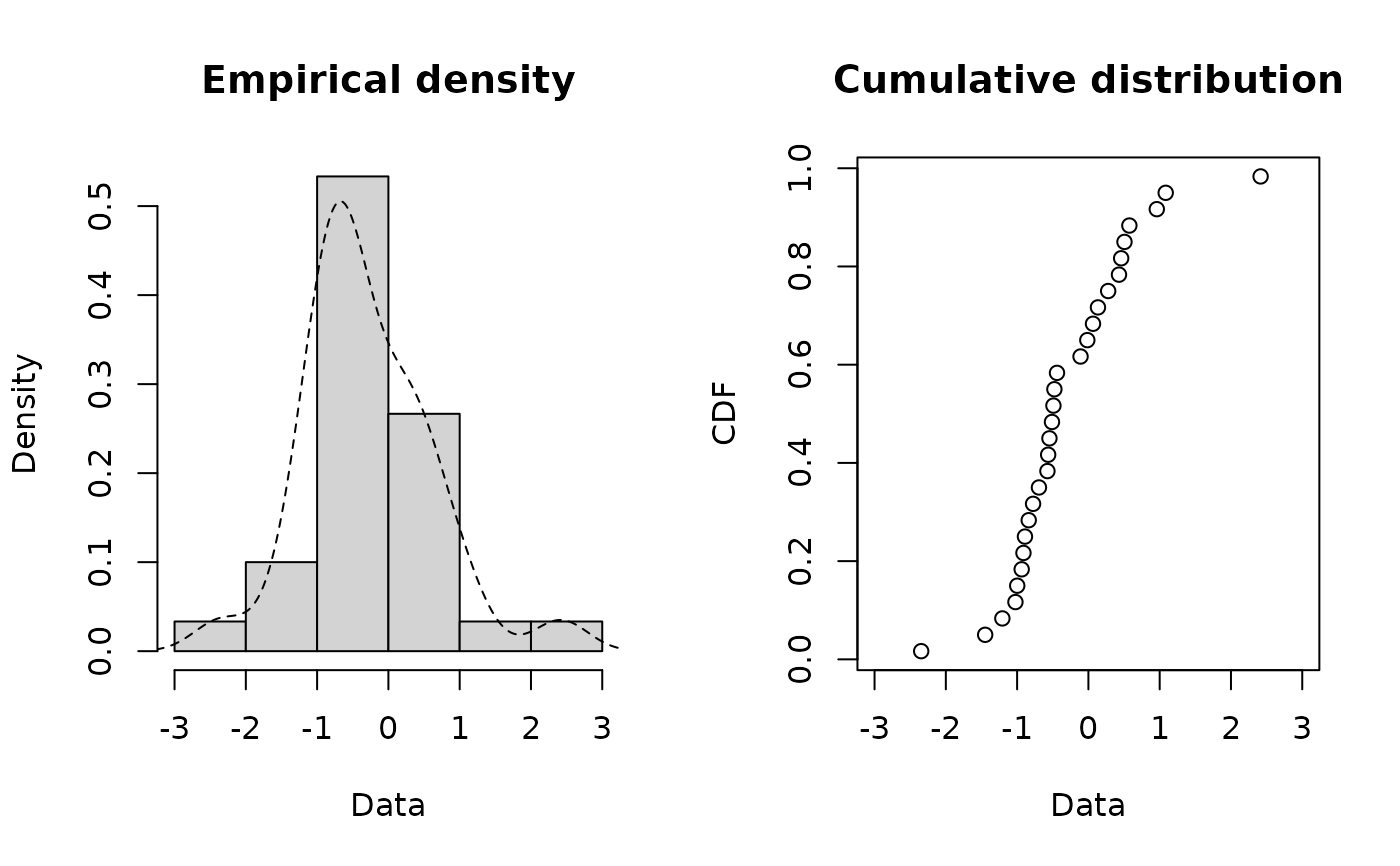 Empirical density
Density
0.0 0.1 0.2 0.3 0.4 0.5
-3 -2 -1 0 1 2 3
Data
Cumulative distribution
CDF
0.0 0.2 0.4 0.6 0.8 1.0
-3 -2 -1 0 1 2 3
Data